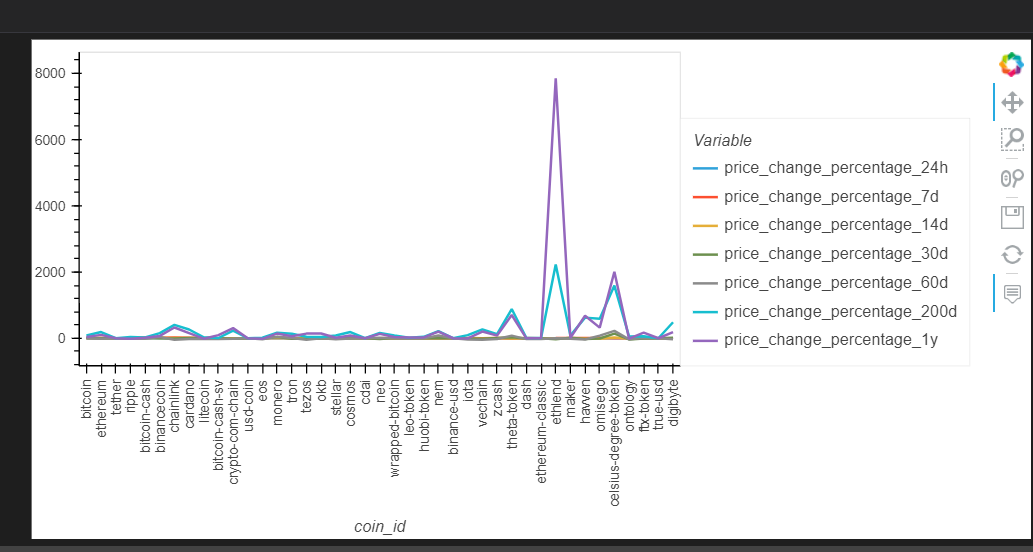 8000
6000
4000
2000
0
Variable
price_change_percentage_24h
price_change_percentage_7d
price_change_percentage_14d
price_change_percentage_30d
price_change_percentage_60d
price_change_percentage_200d
price_change_percentage_1y
bitcoin
ethereum
tether
ripple
bitcoin-cash
binancecoin
chainlink
cardano
litecoin
bitcoin-cash-sv
crypto-com-chain
usd-coin
eos
monero
tron
tezos
okb
stellar
cosmos
cdai
neo
wrapped-bitcoin
leo-token
huobi-token
nem
binance-usd
iota
vechain
zcash
theta-token
dash
ethereum-classic
ethlend
maker
havven
omisego
celsius-degree-token
ontology
ftx-token
true-usd
digibyte
coin_id